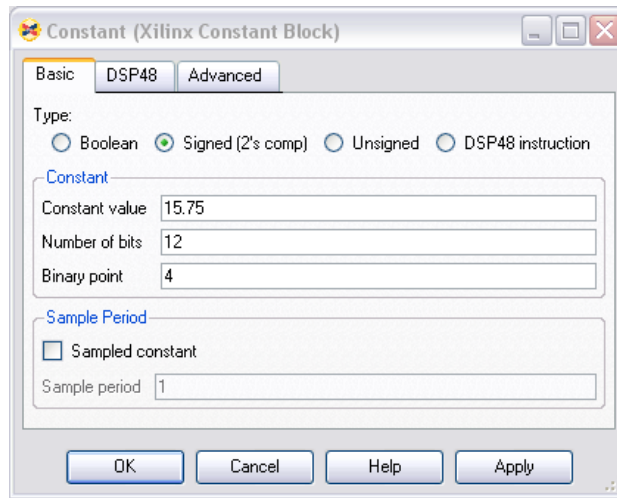 Constant (Xilinx Constant Block)
Basic DSP48 Advanced
Type:
Boolean Signed (2's comp) Unsigned DSP48 instruction
Constant
Constant value 15.75
Number of bits 12
Binary point 4
Sample Period
Sampled constant
Sample period 1
OK Cancel Help Apply